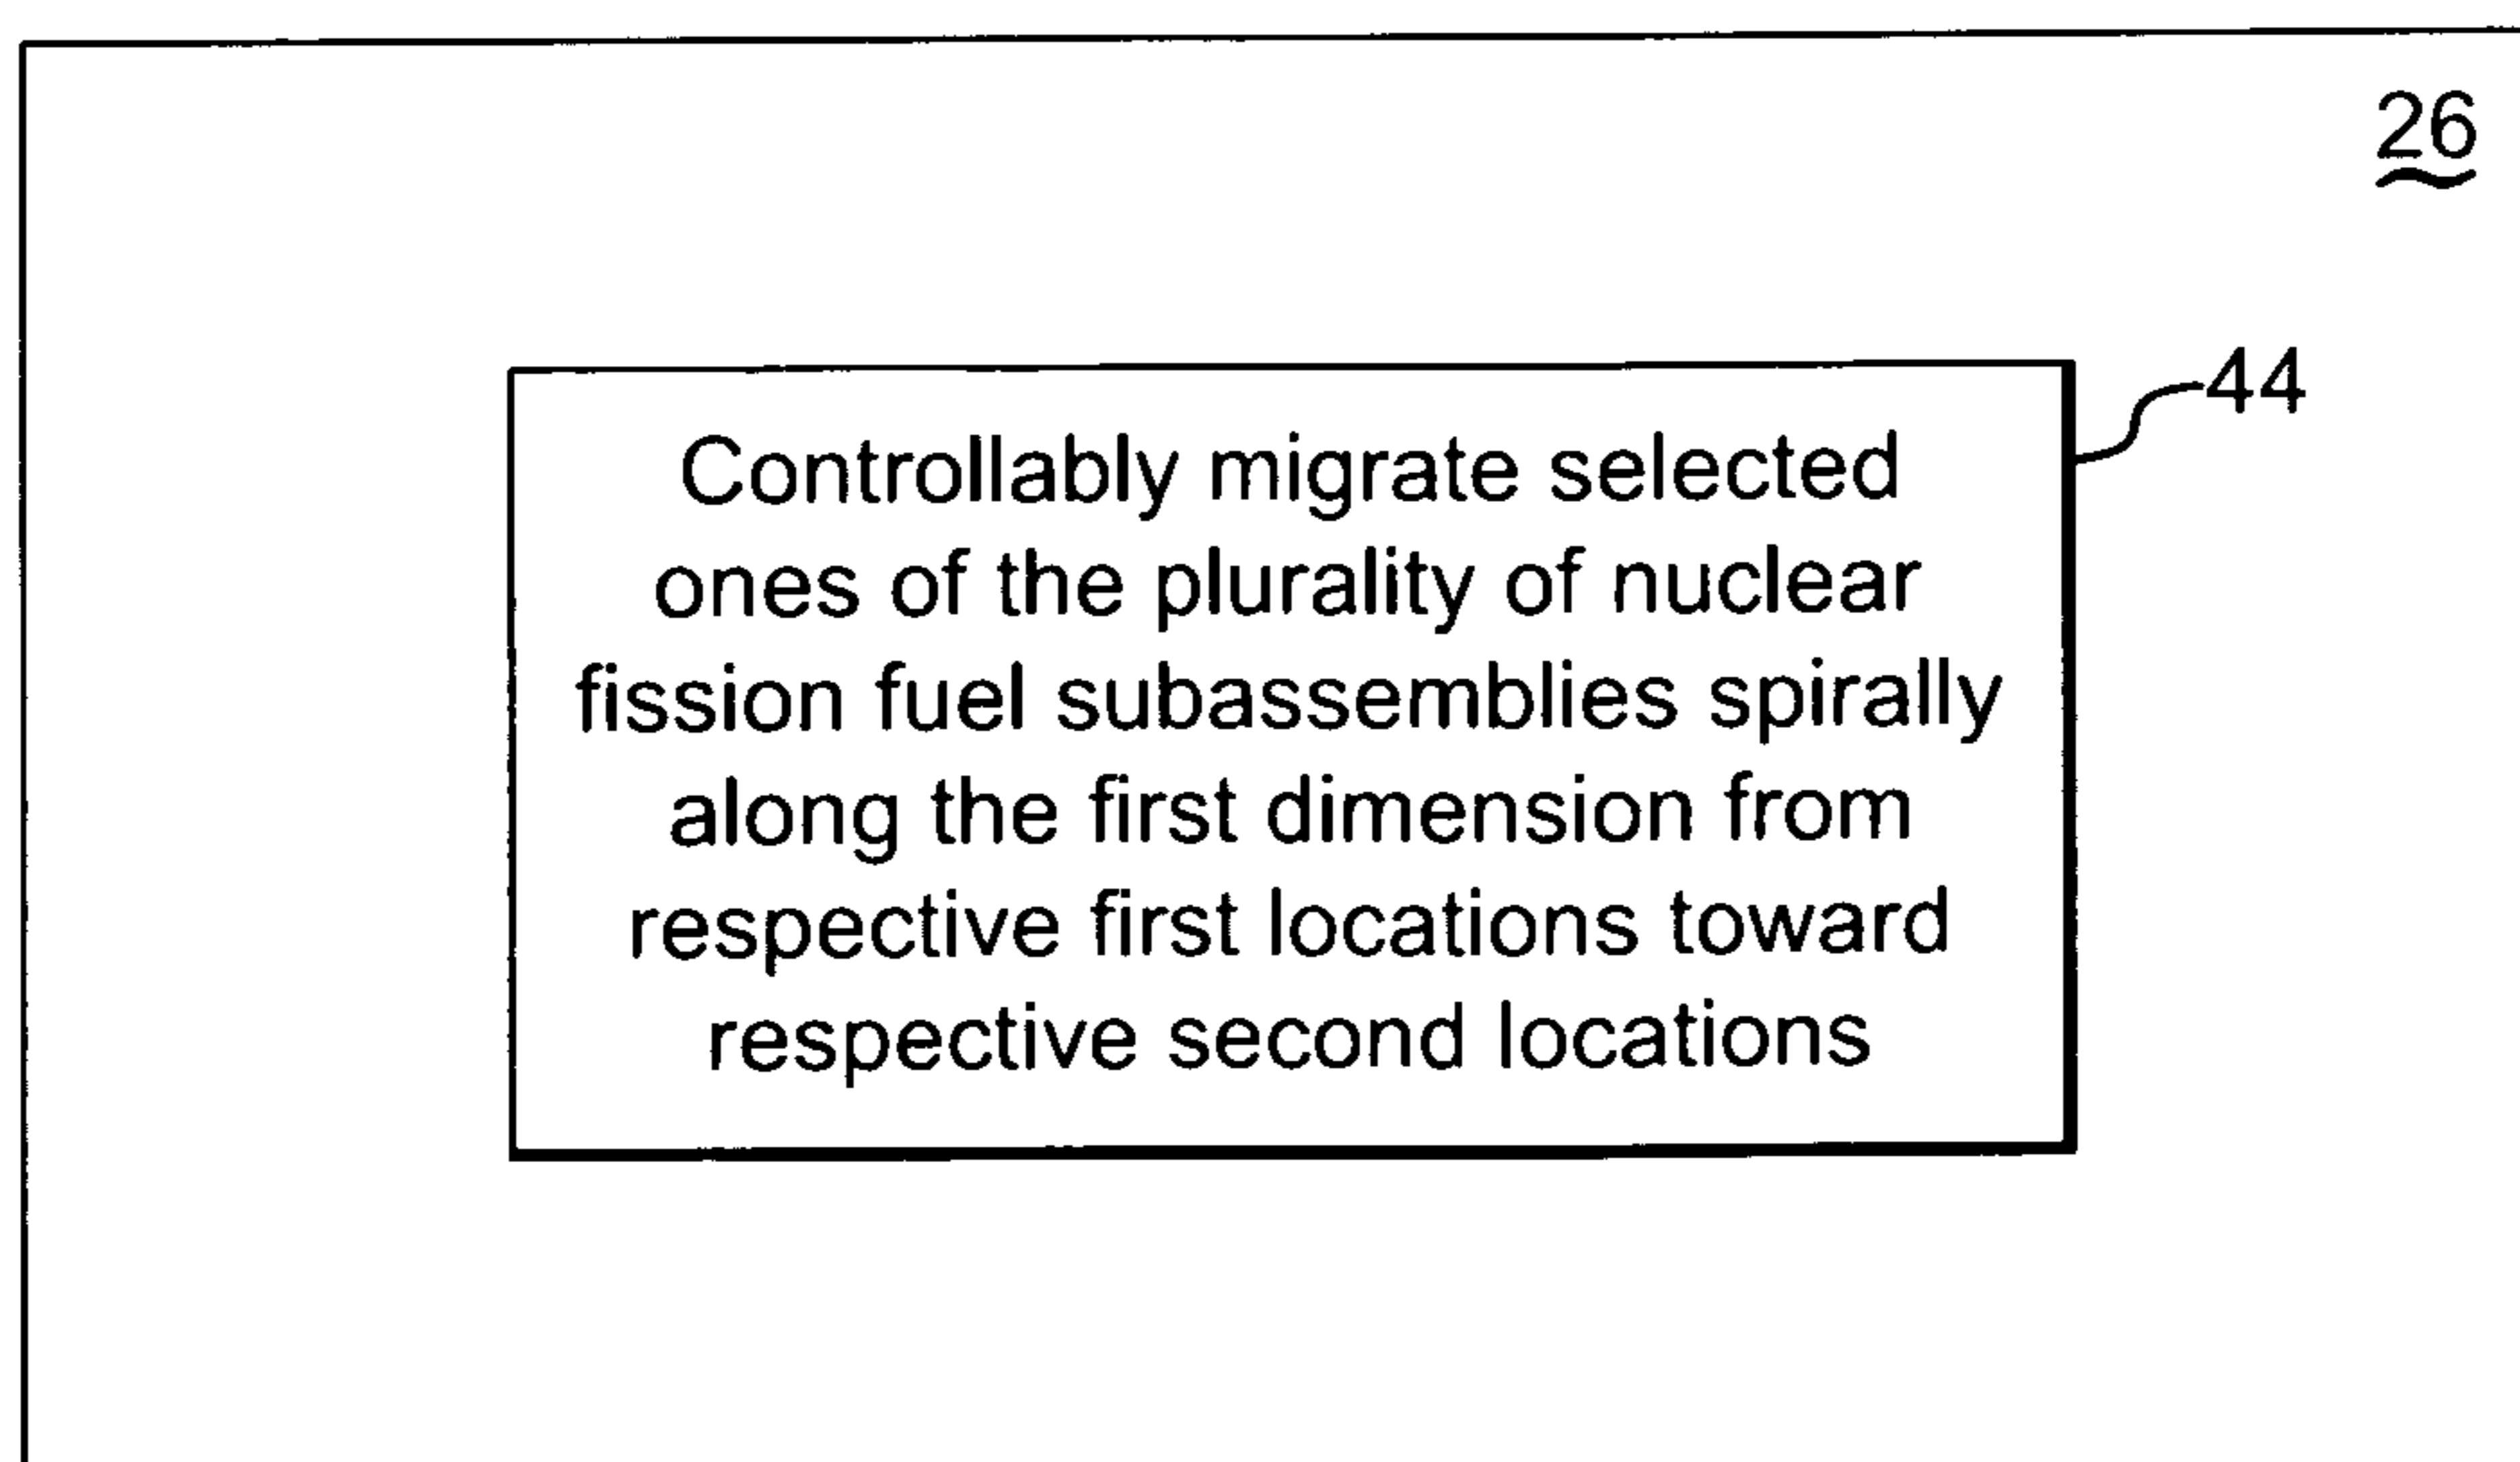 26
44
Controllably migrate selected
ones of the plurality of nuclear
fission fuel subassemblies spirally
along the first dimension from
respective first locations toward
respective second locations